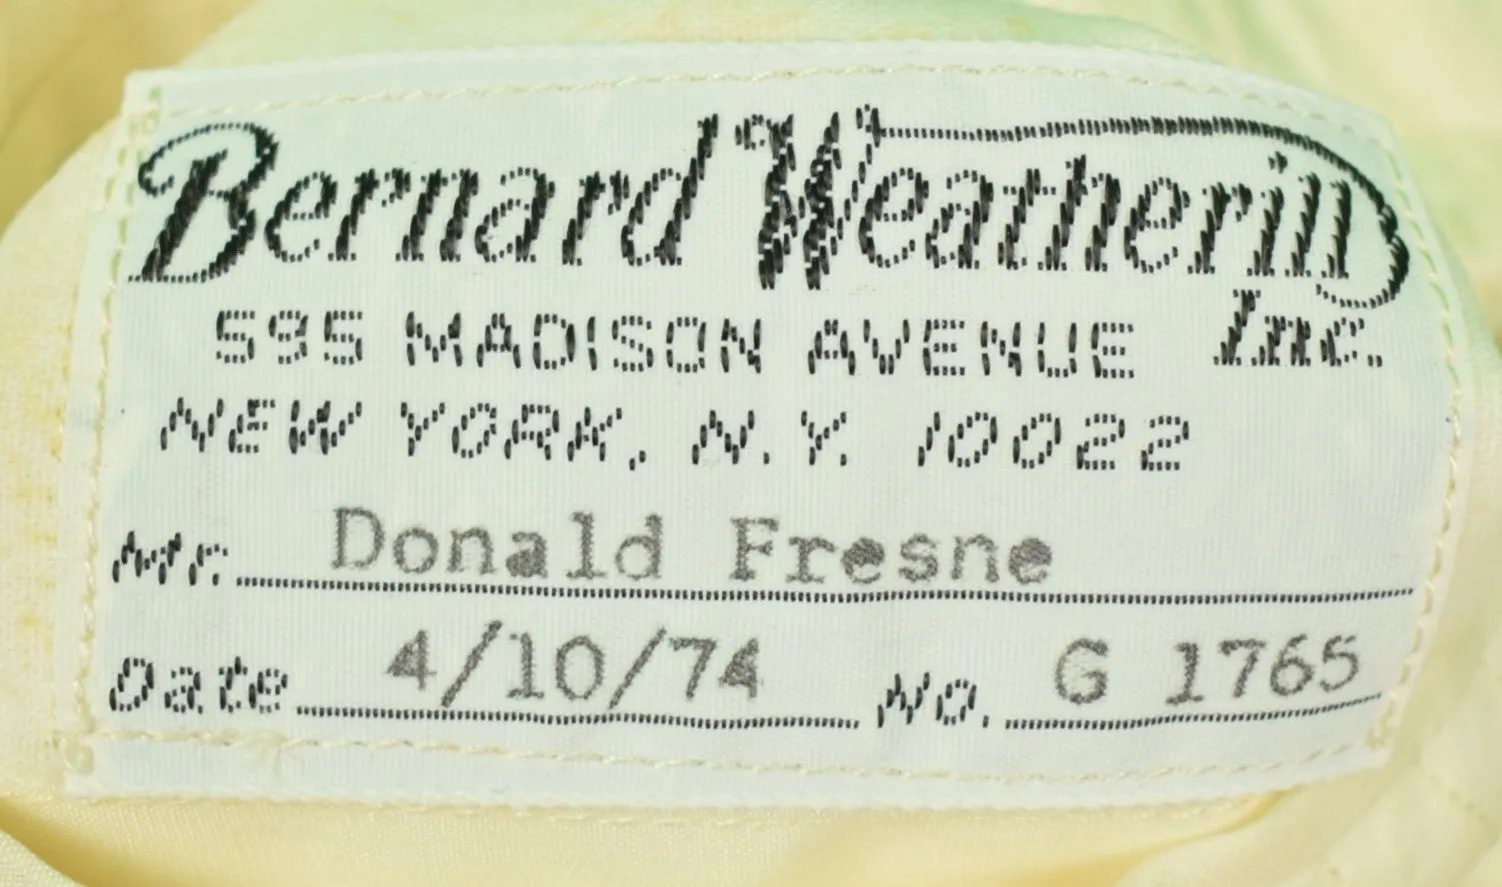 Bernard Weatherill
Inc.
595 MADISON AVENUE
NEW YORK, N.Y. 10022
Mr. Donald Fresne
Date 4/10/74 No. G 1765